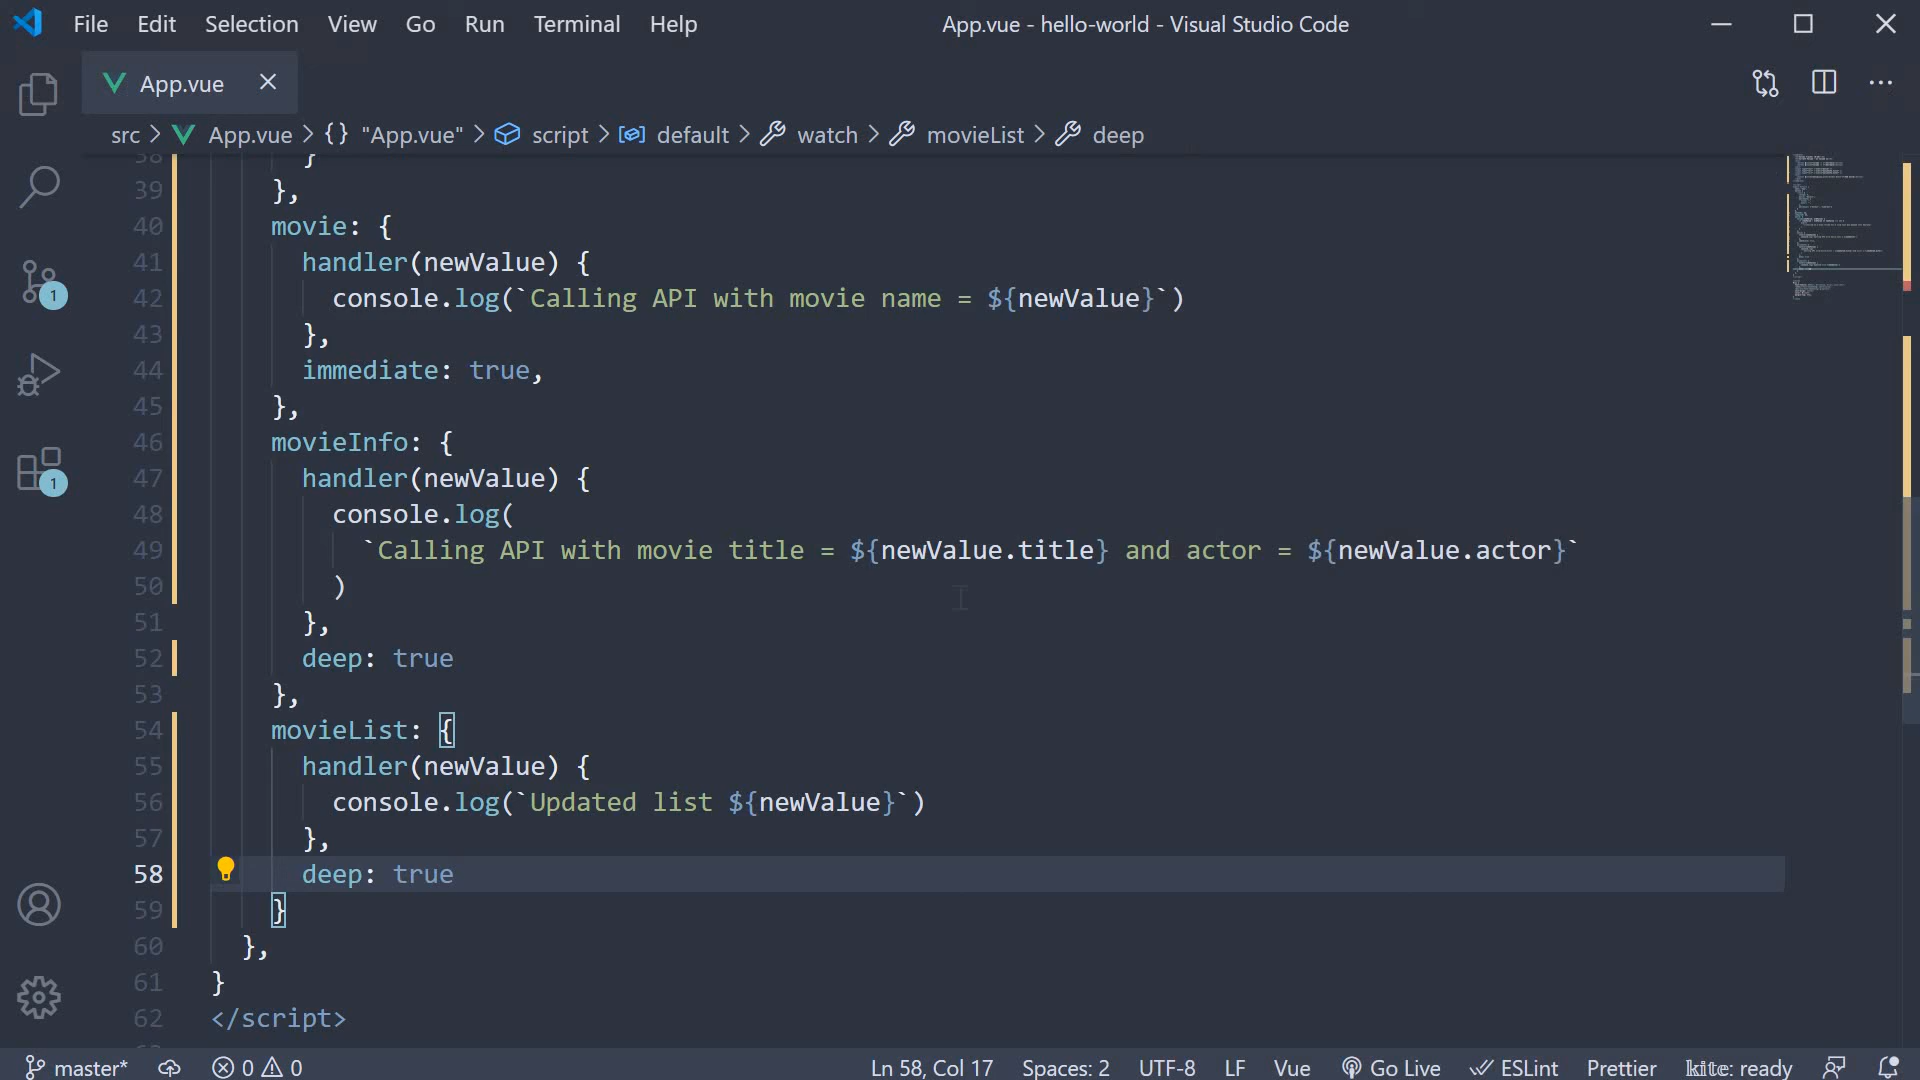 File Edit Selection View Go Run Terminal Help App.vue - hello-world - Visual Studio Code
App.vue
src > App.vue > {} "App.vue" > script > default > watch > movieList > deep
38 }
39 },
40 movie: {
41 handler(newValue) {
42 console.log(`Calling API with movie name = ${newValue}`)
43 },
44 immediate: true,
45 },
46 movieInfo: {
47 handler(newValue) {
48 console.log(
49 `Calling API with movie title = ${newValue.title} and actor = ${newValue.actor}`
50 )
51 },
52 deep: true
53 },
54 movieList: {
55 handler(newValue) {
56 console.log(`Updated list ${newValue}`)
57 },
58 deep: true
59 }
60 },
61 }
62 </script>
1
1
master* 0 0 Ln 58, Col 17 Spaces: 2 UTF-8 LF Vue Go Live ESLint Prettier kite: ready